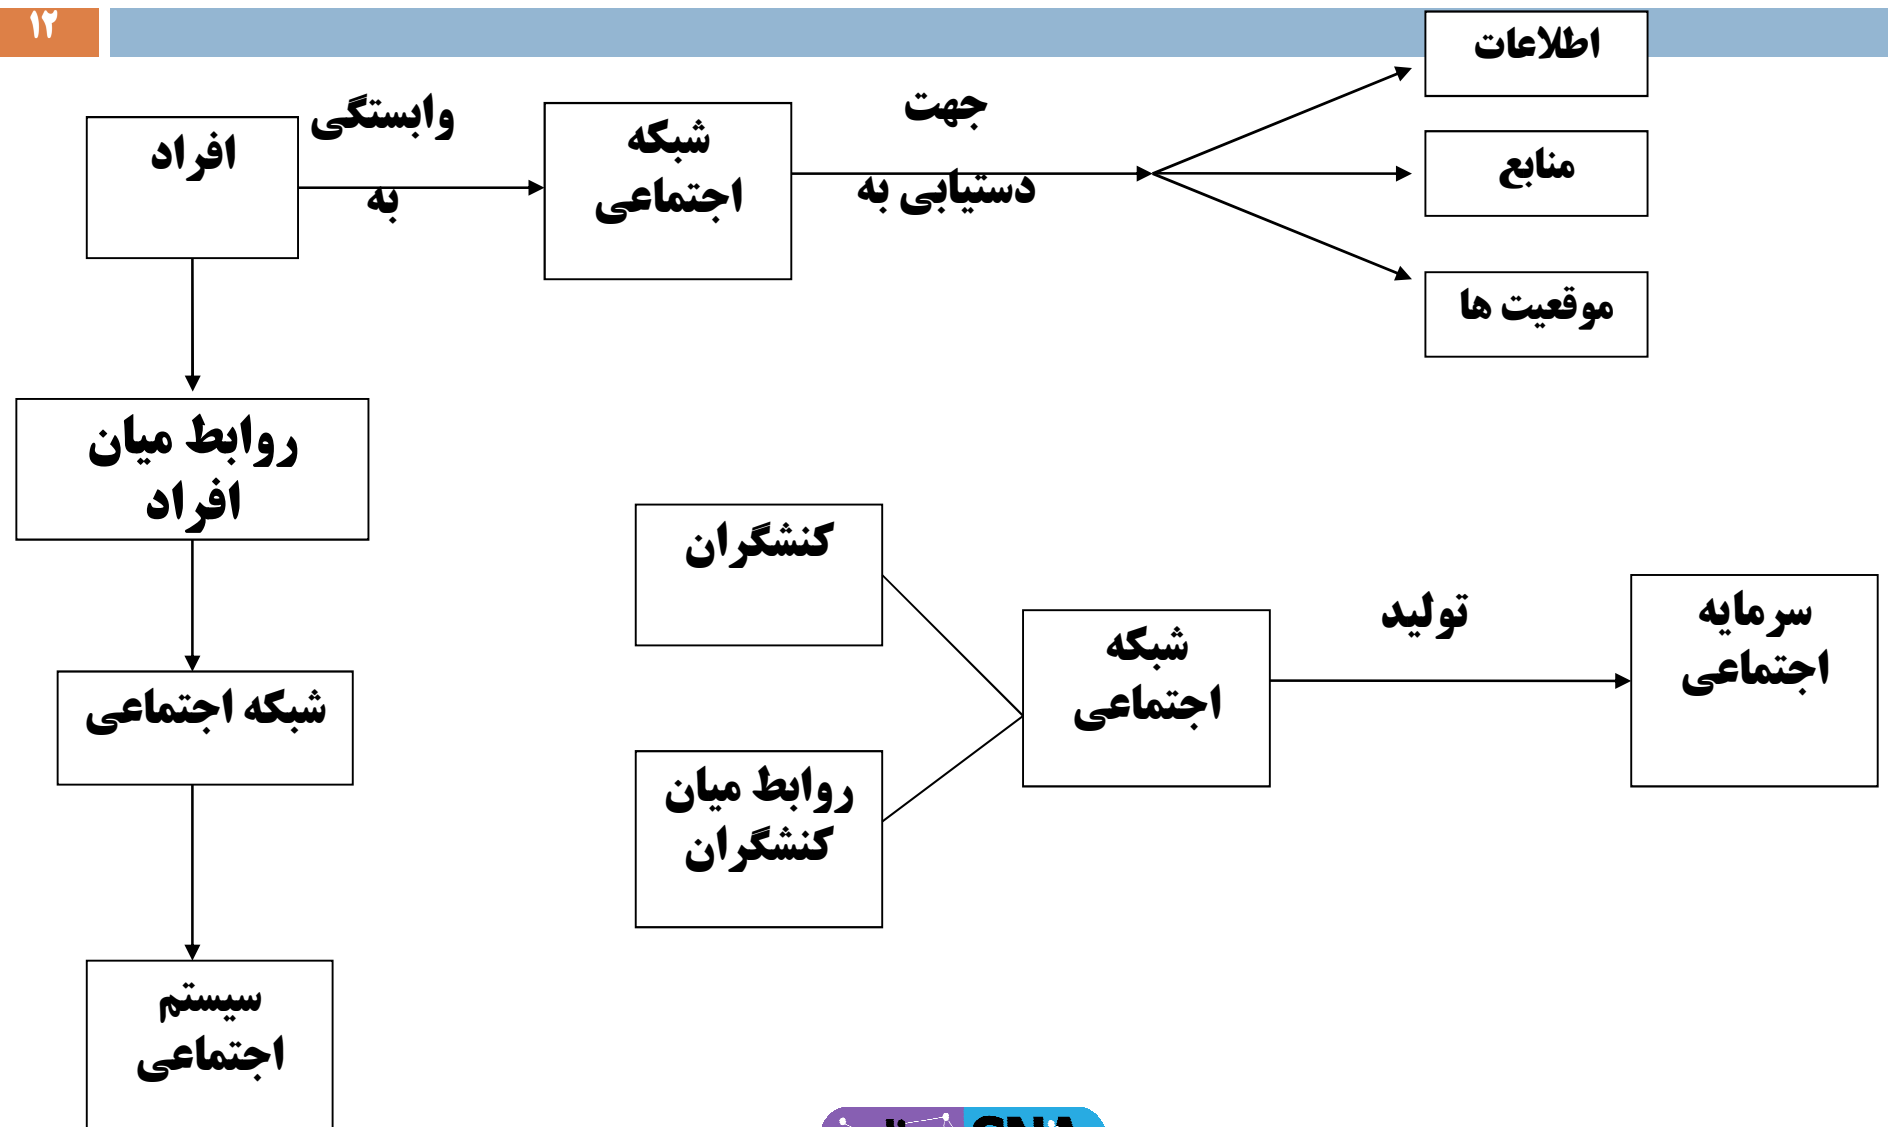 ۱۲
اطلاعات
منابع
موقعیت ها
جهت
دستیابی به
شبکه
اجتماعی
وابستگی
به
افراد
روابط میان
افراد
شبکه اجتماعی
سیستم
اجتماعی
کنشگران
روابط میان
کنشگران
شبکه
اجتماعی
تولید
سرمایه
اجتماعی
SNA